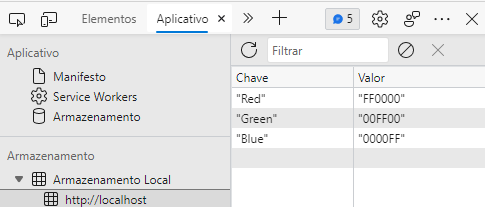 Elementos Aplicativo 5
Aplicativo
Manifesto
Service Workers
Armazenamento
Armazenamento
Armazenamento Local
http://localhost
Filtrar
Chave Valor
"Red" "FF0000"
"Green" "00FF00"
"Blue" "0000FF"